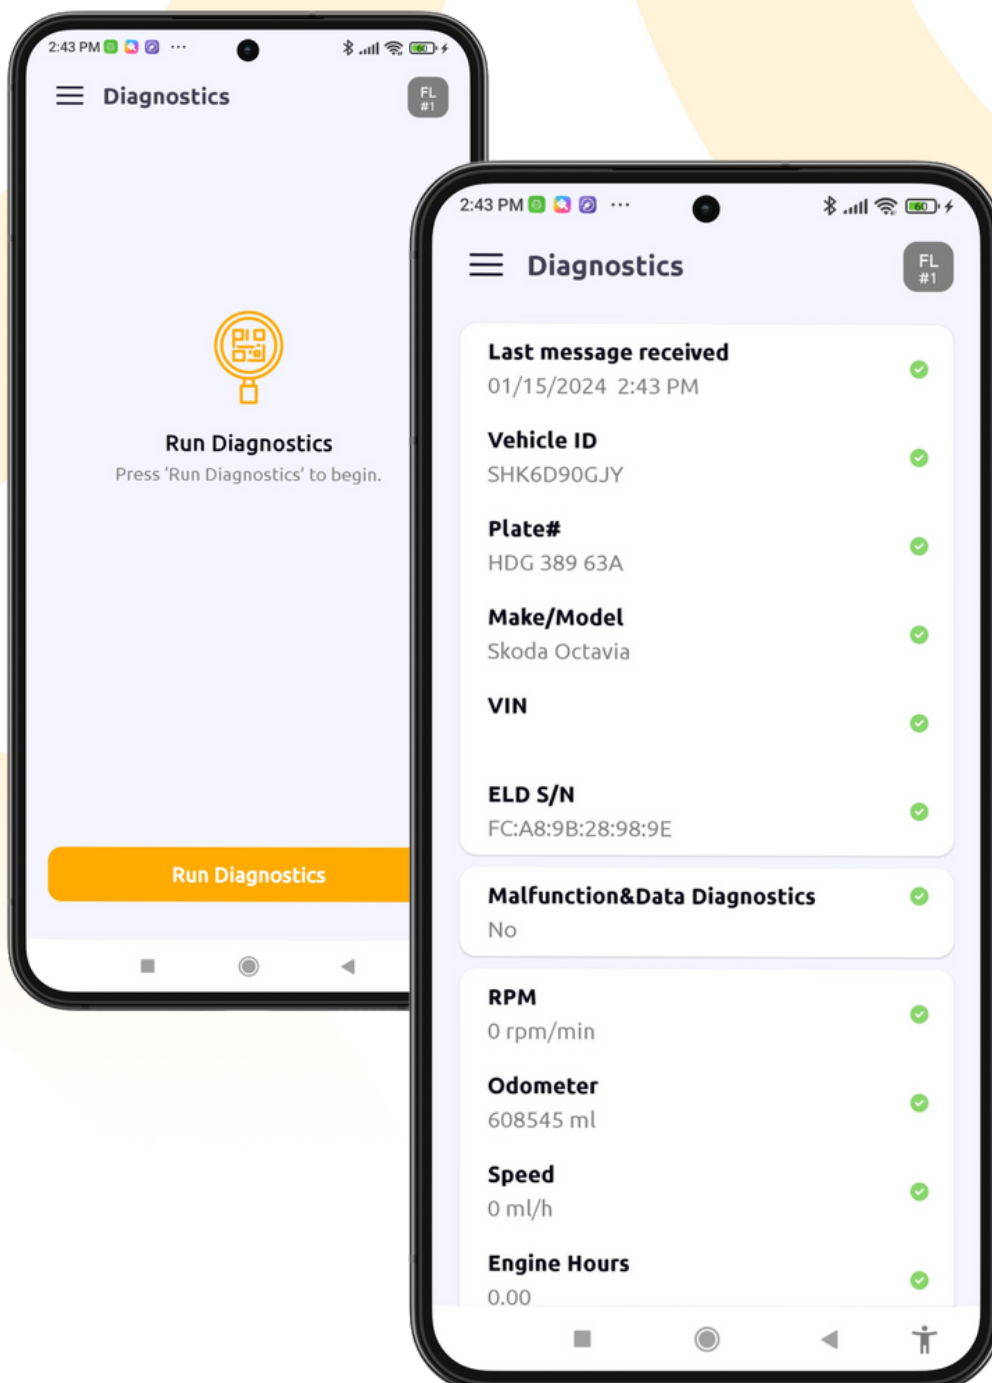 2:43 PM
60
Diagnostics
FL
#1
Run Diagnostics
Press 'Run Diagnostics' to begin.
Run Diagnostics
2:43 PM
60
Diagnostics
FL
#1
Last message received
01/15/2024 2:43 PM
Vehicle ID
SHK6D90GJY
Plate#
HDG 389 63A
Make/Model
Skoda Octavia
VIN
ELD S/N
FC:A8:9B:28:98:9E
Malfunction&Data Diagnostics
No
RPM
0 rpm/min
Odometer
608545 ml
Speed
0 ml/h
Engine Hours
0.00